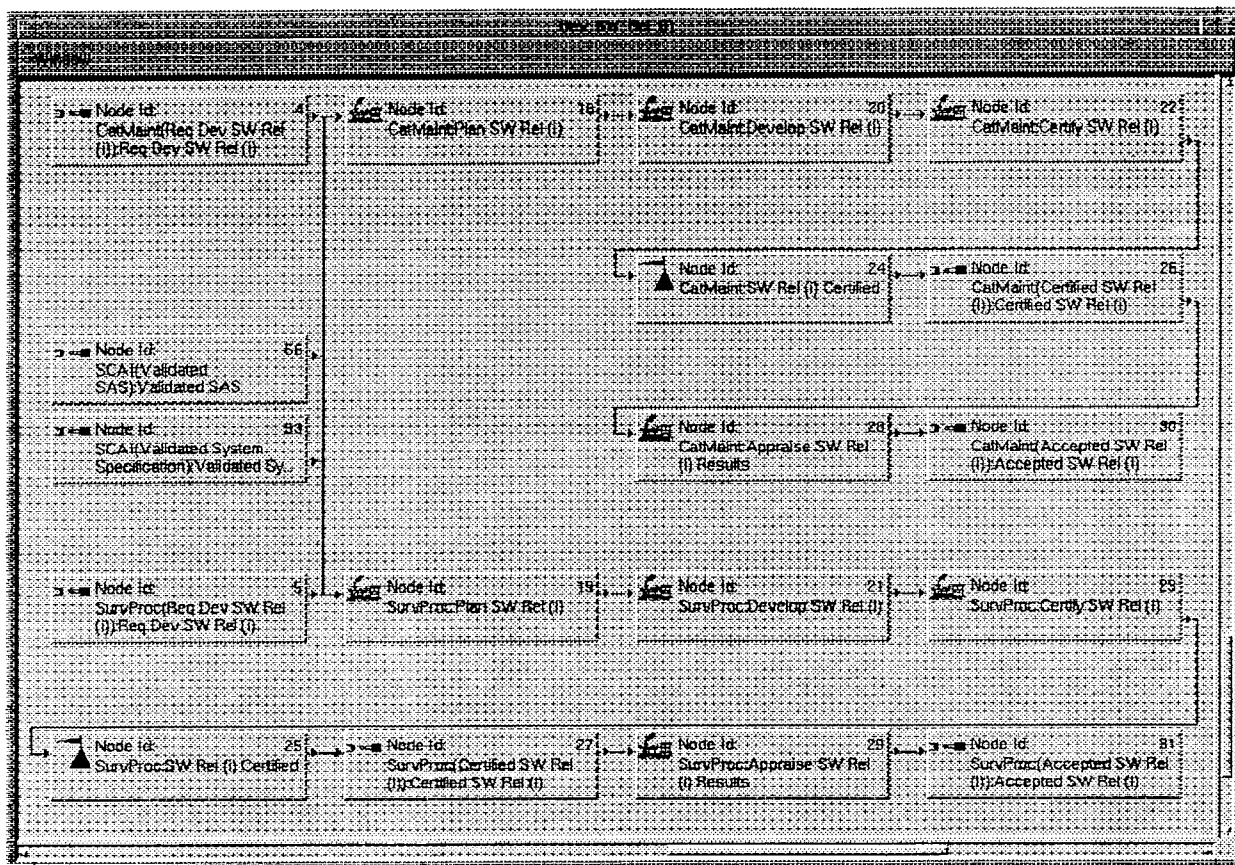 Node Id: 4
CatMaint(Req Dev SW Rel
(i)):Req Dev SW Rel (i)
Node Id: 18
CatMaint:Plan SW Rel (i)
Node Id: 20
CatMaint:Develop SW Rel (i)
Node Id: 22
CatMaint:Certify SW Rel (i)
Node Id: 24
CatMaint:SW Rel (i) Certified
Node Id: 26
CatMaint(Certified SW Rel
(i)):Certified SW Rel (i)
Node Id: 66
SCAI(Validated
SAS):Validated SAS
Node Id: 93
SCAI(Validated System
Specification):Validated Sy...
Node Id: 28
CatMaint:Appraise SW Rel
(i) Results
Node Id: 30
CatMaint(Accepted SW Rel
(i)):Accepted SW Rel (i)
Node Id: 5
SurvProc(Req Dev SW Rel
(i)):Req Dev SW Rel (i)
Node Id: 19
SurvProc:Plan SW Rel (i)
Node Id: 21
SurvProc:Develop SW Rel (i)
Node Id: 23
SurvProc:Certify SW Rel (i)
Node Id: 25
SurvProc:SW Rel (i) Certified
Node Id: 27
SurvProc(Certified SW Rel
(i)):Certified SW Rel (i)
Node Id: 29
SurvProc:Appraise SW Rel
(i) Results
Node Id: 31
SurvProc(Accepted SW Rel
(i)):Accepted SW Rel (i)